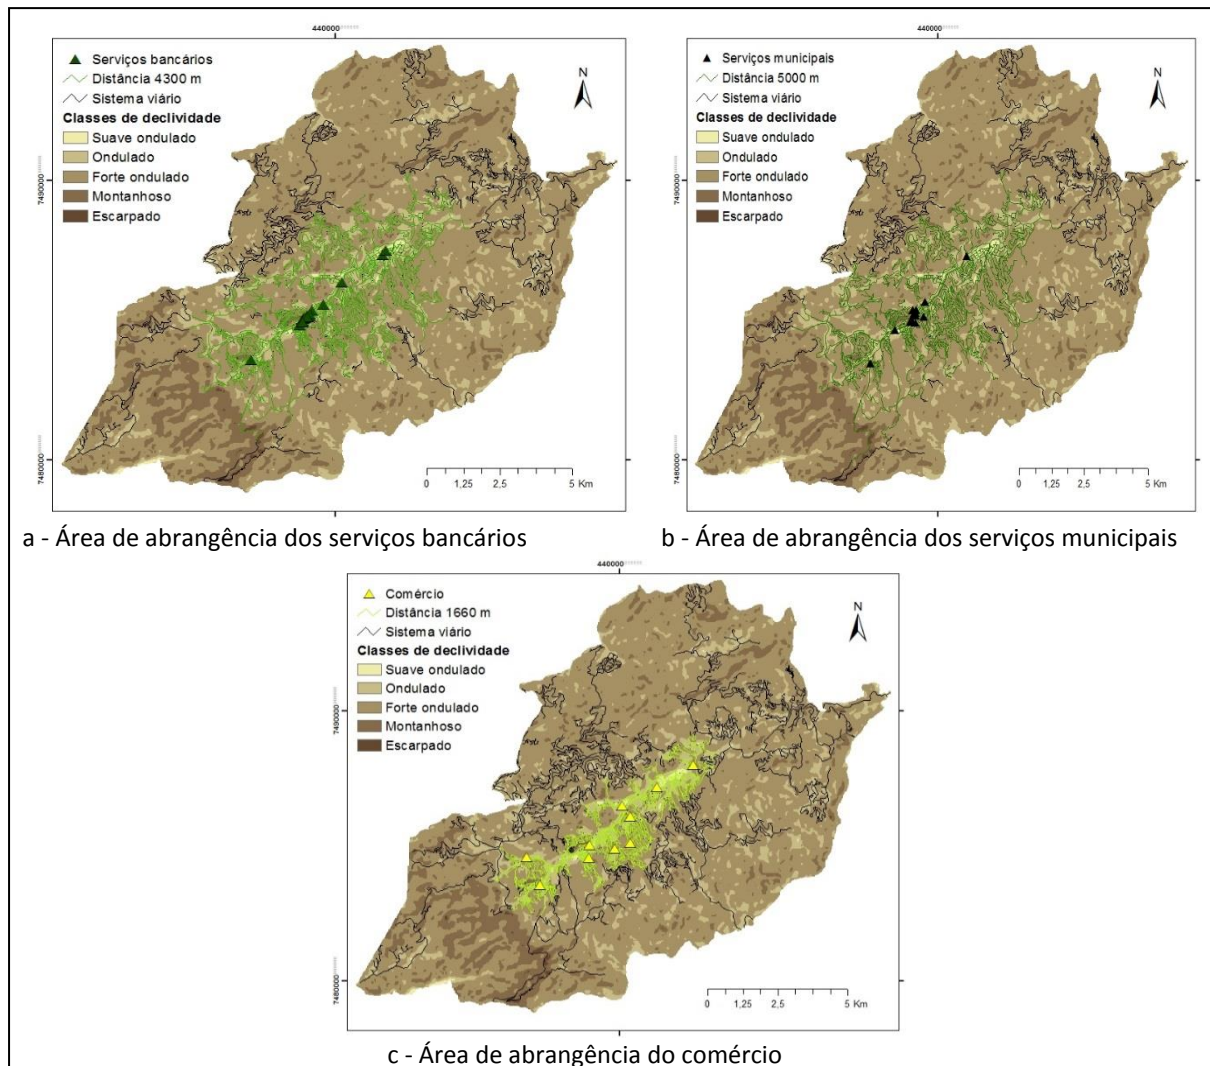 440000
Serviços bancários
Distância 4300 m
Sistema viário
Classes de declividade
Suave ondulado
Ondulado
Forte ondulado
Montanhoso
Escarpado
N
7490000
7480000
0 1,25 2,5 5 Km
a - Área de abrangência dos serviços bancários
440000
Serviços municipais
Distância 5000 m
Sistema viário
Classes de declividade
Suave ondulado
Ondulado
Forte ondulado
Montanhoso
Escarpado
N
7490000
7480000
0 1,25 2,5 5 Km
b - Área de abrangência dos serviços municipais
440000
Comércio
Distância 1660 m
Sistema viário
Classes de declividade
Suave ondulado
Ondulado
Forte ondulado
Montanhoso
Escarpado
N
7490000
7480000
0 1,25 2,5 5 Km
c - Área de abrangência do comércio